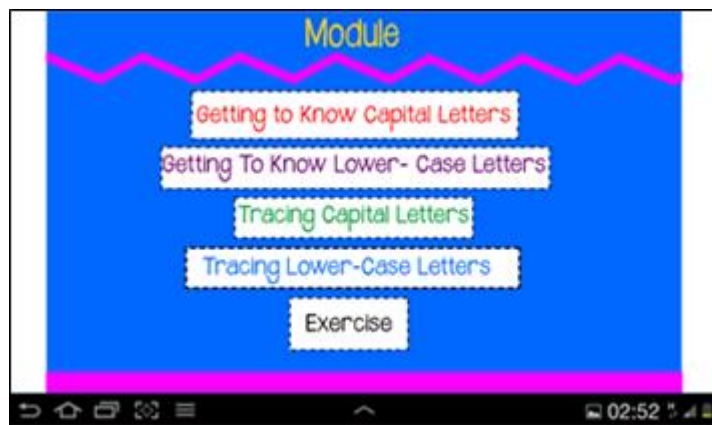 Module
Getting to Know Capital Letters
Getting To Know Lower- Case Letters
Tracing Capital Letters
Tracing Lower-Case Letters
Exercise
02:52